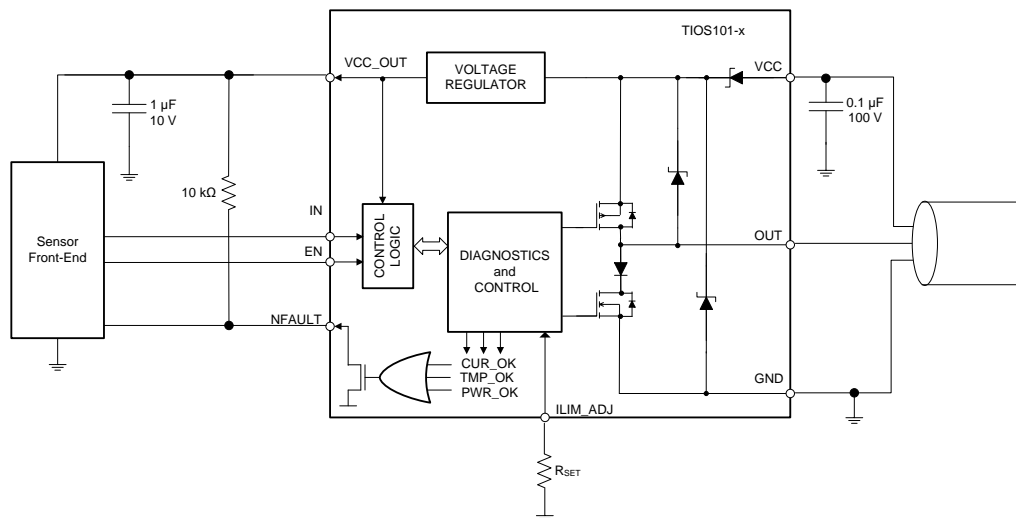 TIOS101-x
VCC_OUT
VOLTAGE
REGULATOR
VCC
1 µF
10 V
0.1 µF
100 V
10 kΩ
IN
Sensor
Front-End
EN
CONTROL
LOGIC
DIAGNOSTICS
and
CONTROL
OUT
NFAULT
CUR_OK
TMP_OK
PWR_OK
GND
ILIM_ADJ
RSET